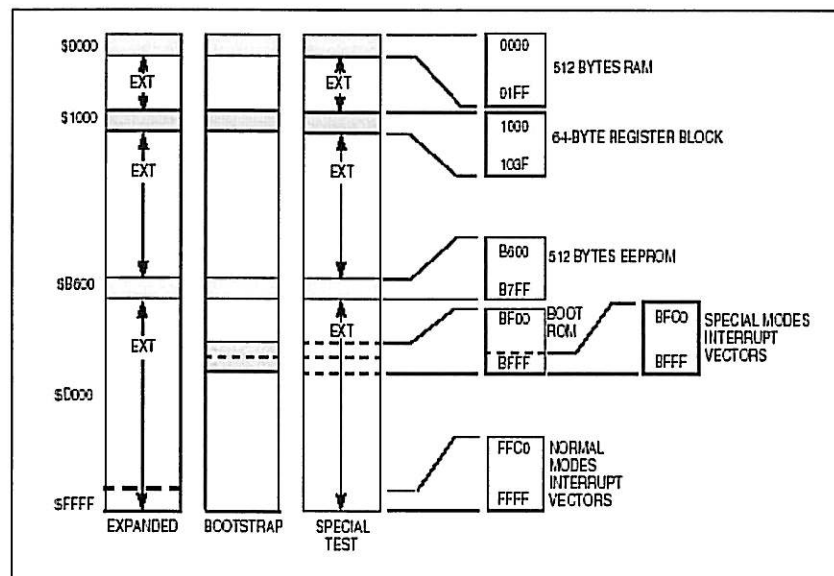 $0000
$1000
$B600
$D000
$FFFF
EXT
EXT
EXT
EXPANDED
BOOTSTRAP
EXT
EXT
EXT
SPECIAL
TEST
0000
01FF
512 BYTES RAM
1000
103F
64-BYTE REGISTER BLOCK
B600
B7FF
512 BYTES EEPROM
BF00
BFFF
BOOT
ROM
BFC0
BFFF
SPECIAL MODES
INTERRUPT
VECTORS
FFC0
FFFF
NORMAL
MODES
INTERRUPT
VECTORS